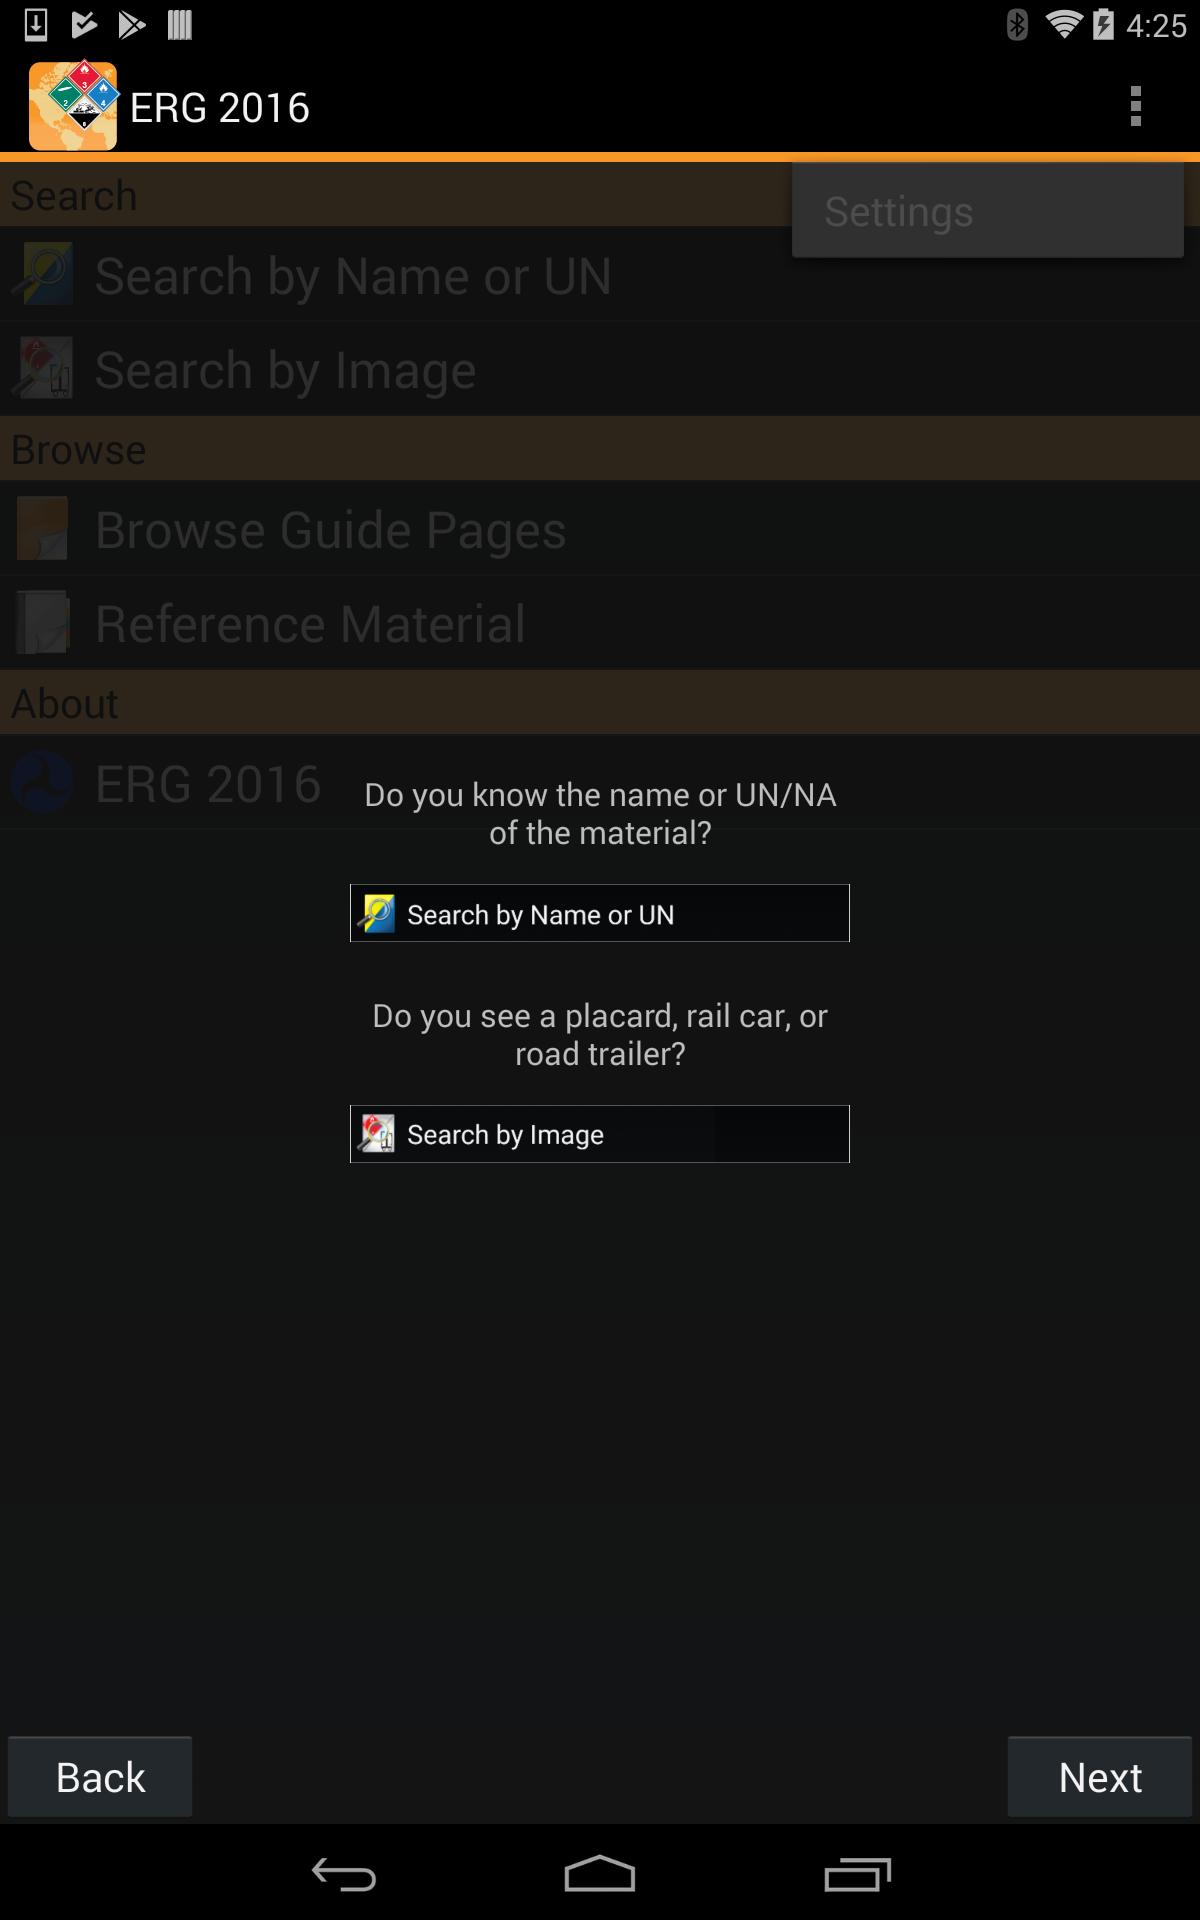 4:25
ERG 2016
Search
Settings
Search by Name or UN
Search by Image
Browse
Browse Guide Pages
Reference Material
About
ERG 2016
Do you know the name or UN/NA
of the material?
Search by Name or UN
Do you see a placard, rail car, or
road trailer?
Search by Image
Back
Next